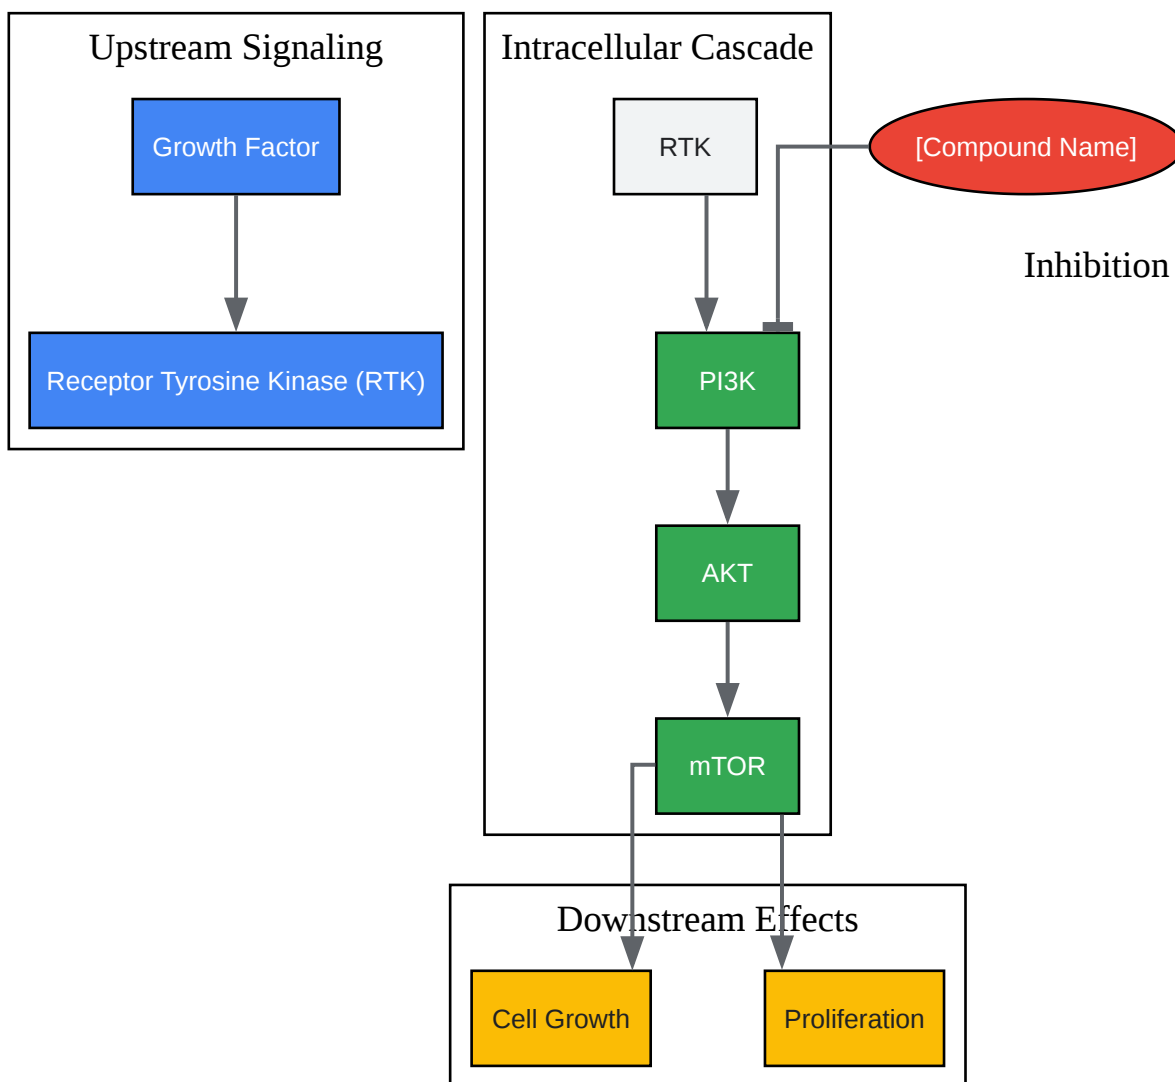 Upstream Signaling
Growth Factor
Receptor Tyrosine Kinase (RTK)
Intracellular Cascade
RTK
[Compound Name]
Inhibition
PI3K
AKT
mTOR
Downstream Effects
Cell Growth
Proliferation